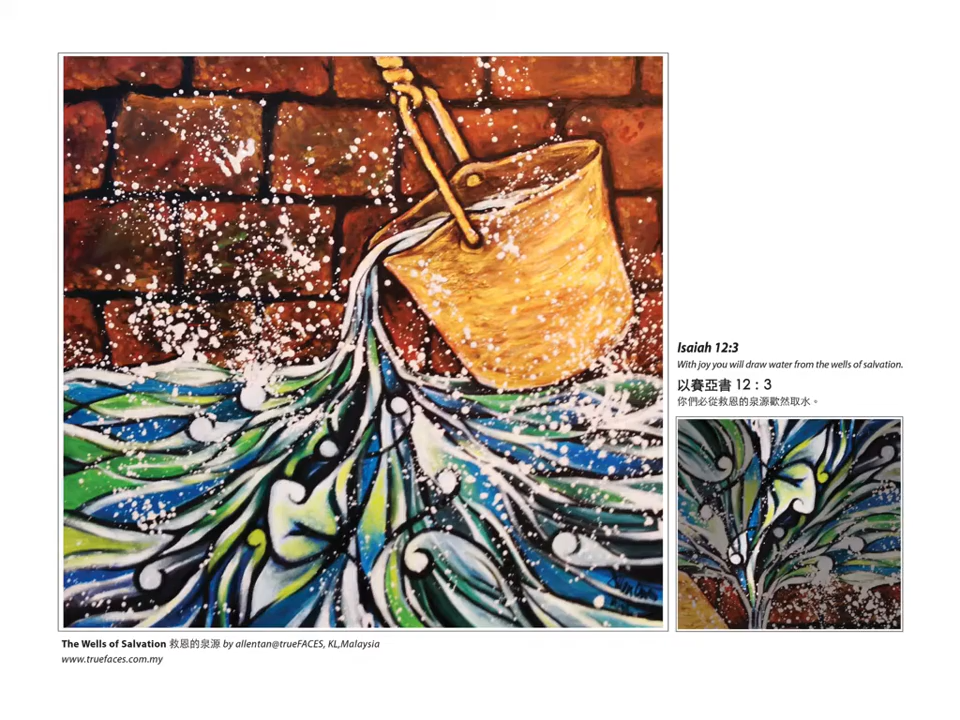 Isaiah 12:3
With joy you will draw water from the wells of salvation.
以賽亞書 12：3
你們必從救恩的泉源歡然取水。
The Wells of Salvation 救恩的泉源 by allentan@trueFACES, KL,Malaysia
www.truefaces.com.my